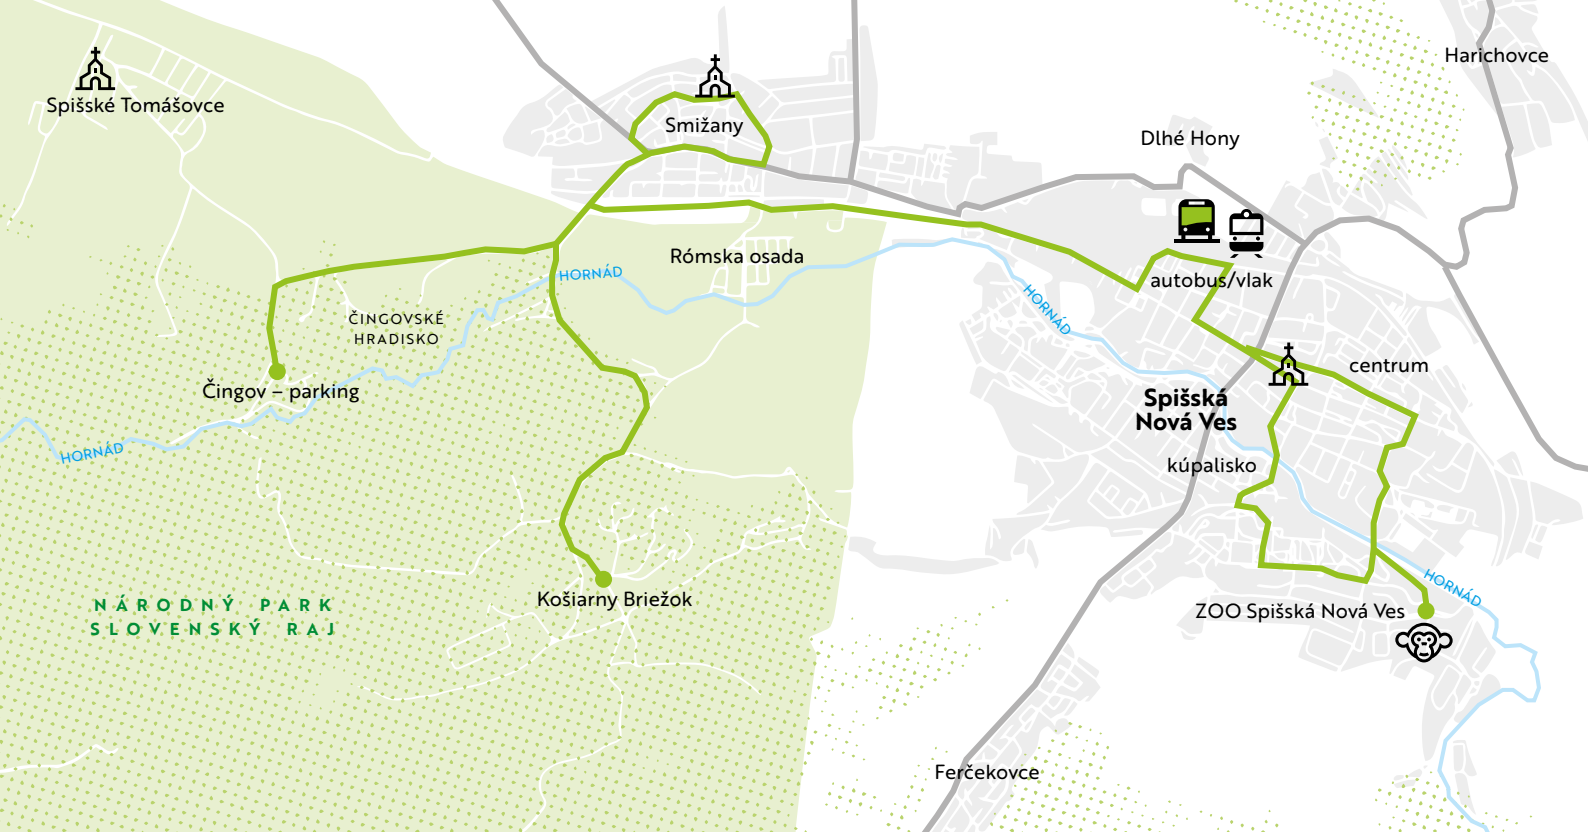 Harichovce
Spišské Tomášovce
Smižany
Dlhé Hony
Rómska osada
HORNÁD
autobus/vlak
HORNÁD
ČINGOVSKÉ
HRADISKO
centrum
Čingov – parking
Spišská
Nová Ves
HORNÁD
kúpalisko
HORNÁD
Košiarny Briežok
NÁRODNÝ PARK
SLOVENSKÝ RAJ
ZOO Spišská Nová Ves
Ferčekovce